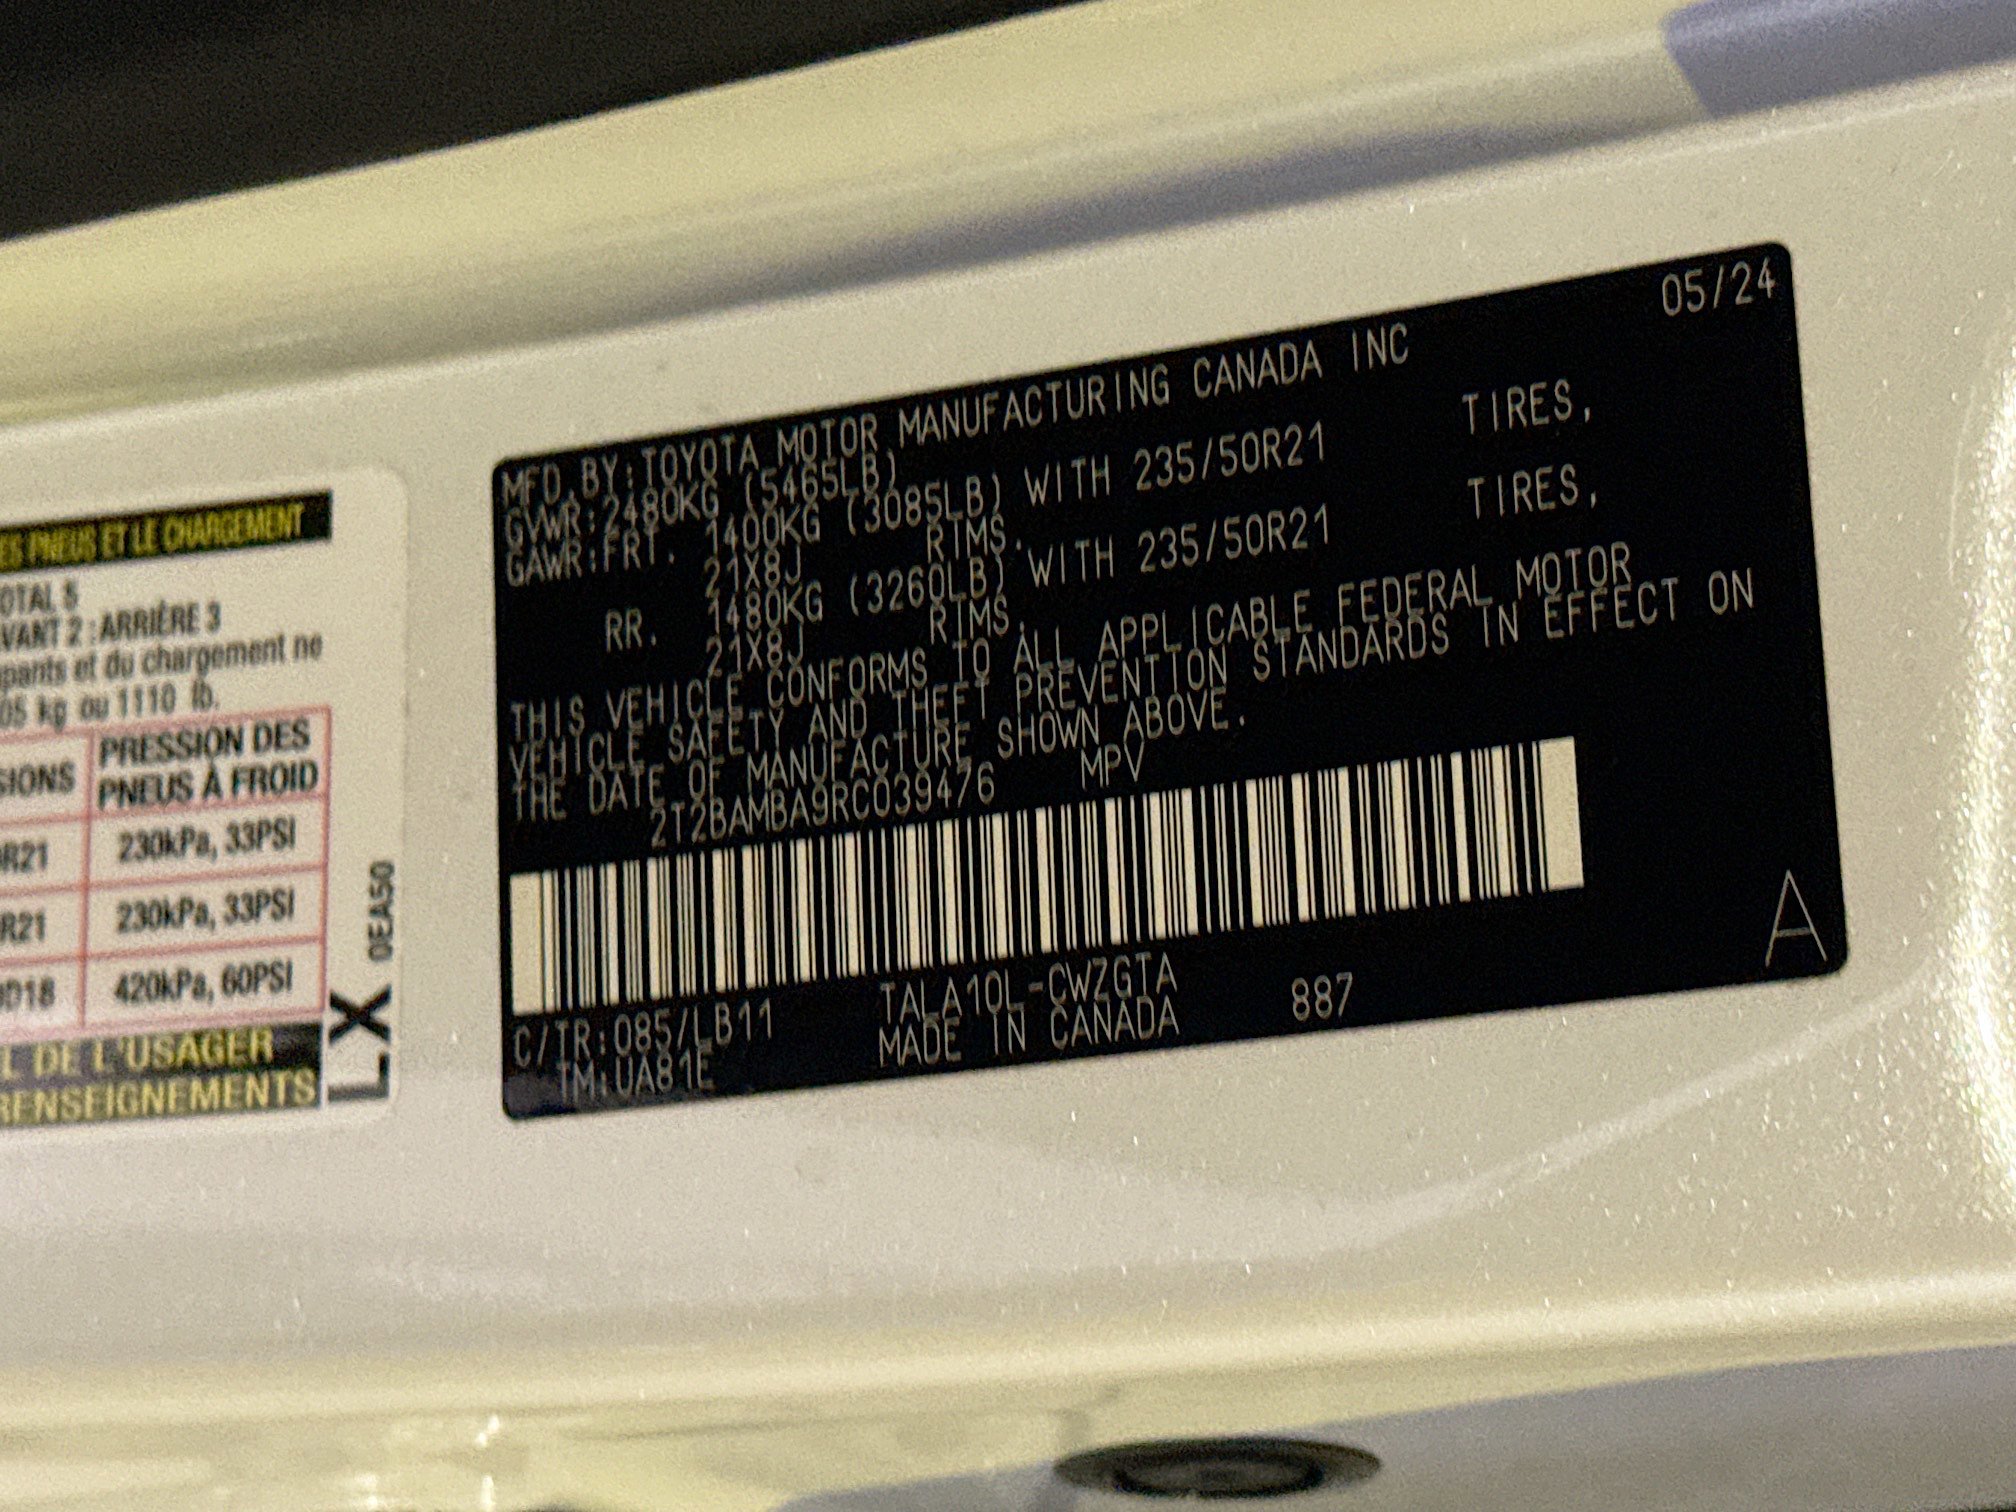 ES PNEUS ET LE CHARGEMENT
OTAL 5
VANT 2 : ARRIÈRE 3
pants et du chargement ne
05 kg ou 1110 lb.
SIONS PRESSION DES
PNEUS À FROID
R21 230kPa, 33PSI
R21 230kPa, 33PSI
D18 420kPa, 60PSI
L DE L'USAGER
RENSEIGNEMENTS
LX 0EA50
05/24
MFD.BY:TOYOTA MOTOR MANUFACTURING CANADA INC
GVWR:2480KG (5465LB)
GAWR:FRT. 1400KG (3085LB) WITH 235/50R21 TIRES,
21X8J RIMS.
RR. 1480KG (3260LB) WITH 235/50R21 TIRES,
21X8J RIMS.
THIS VEHICLE CONFORMS TO ALL APPLICABLE FEDERAL MOTOR
VEHICLE SAFETY AND THEFT PREVENTION STANDARDS IN EFFECT ON
THE DATE OF MANUFACTURE SHOWN ABOVE.
2T2BAMBA9RC039476 MPV
C/TR:085/LB11 TALA10L-CWZGTA 887
TM:UA81E MADE IN CANADA
A